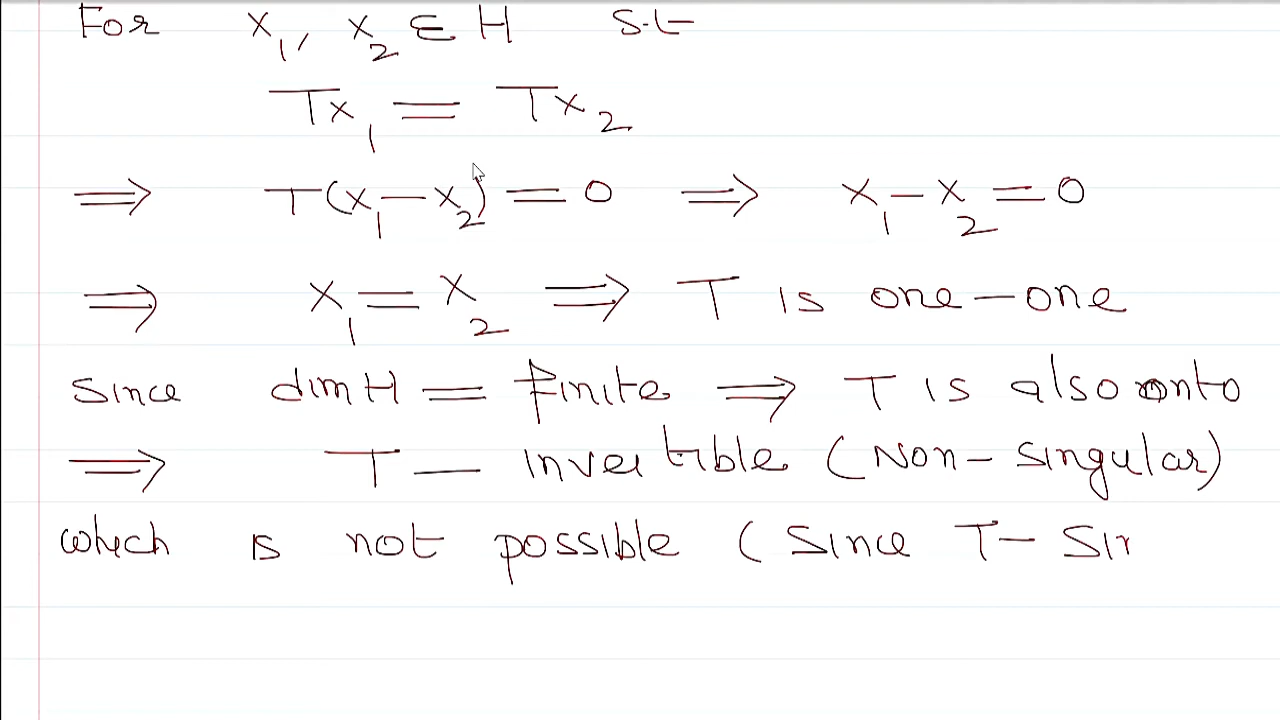 For x₁, x₂ ∈ H s.t
Tx₁ = Tx₂
⟹ T(x₁ − x₂) = 0 ⟹ x₁ − x₂ = 0
⟹ x₁ = x₂ ⟹ T is one-one
Since dim H = finite ⟹ T is also onto
⟹ T — invertible (Non-singular)
which is not possible (Since T— Sin